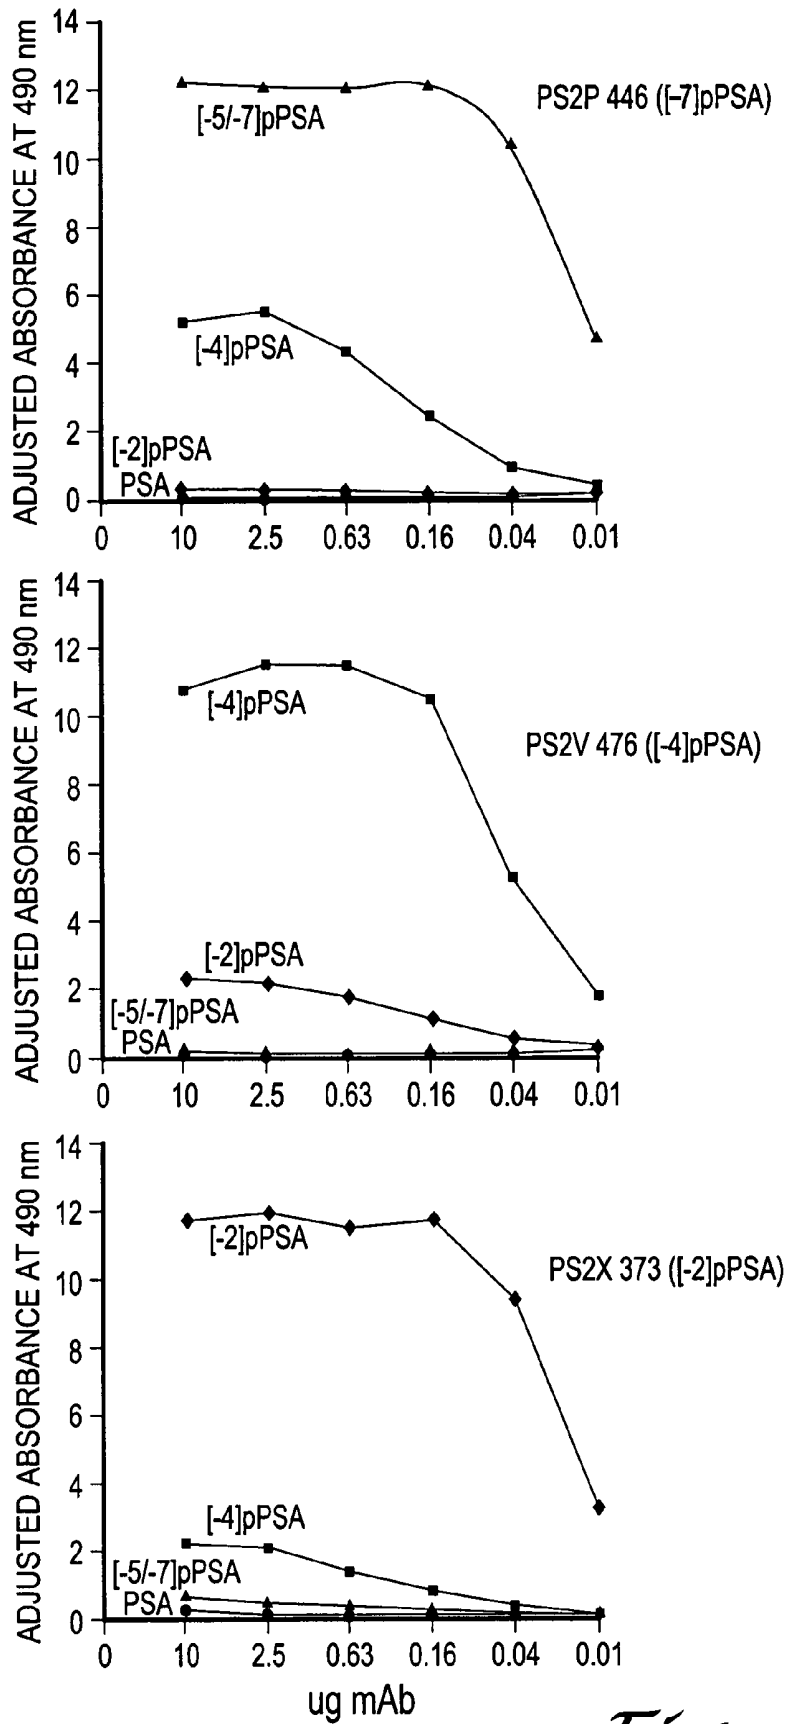 ADJUSTED ABSORBANCE AT 490 nm
14
12
10
8
6
4
2
0
[-5/-7]pPSA
PS2P 446 ([-7]pPSA)
[-4]pPSA
[-2]pPSA
PSA
0 10 2.5 0.63 0.16 0.04 0.01
ADJUSTED ABSORBANCE AT 490 nm
14
12
10
8
6
4
2
0
[-4]pPSA
PS2V 476 ([-4]pPSA)
[-2]pPSA
[-5/-7]pPSA
PSA
0 10 2.5 0.63 0.16 0.04 0.01
ADJUSTED ABSORBANCE AT 490 nm
14
12
10
8
6
4
2
0
[-2]pPSA
PS2X 373 ([-2]pPSA)
[-4]pPSA
[-5/-7]pPSA
PSA
0 10 2.5 0.63 0.16 0.04 0.01
ug mAb